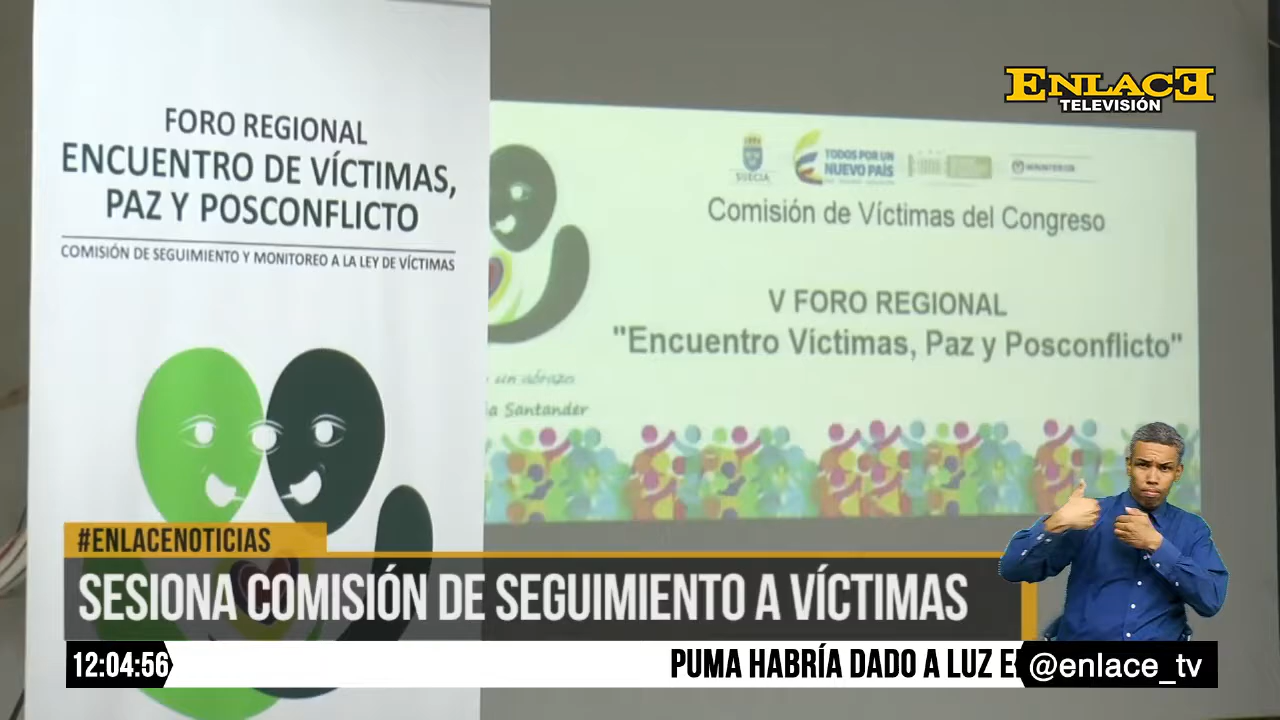 ENLACE
TELEVISIÓN
FORO REGIONAL
ENCUENTRO DE VÍCTIMAS,
PAZ Y POSCONFLICTO
COMISIÓN DE SEGUIMIENTO Y MONITOREO A LA LEY DE VÍCTIMAS
SUECIA
TODOS POR UN
NUEVO PAÍS
Comisión de Víctimas del Congreso
V FORO REGIONAL
"Encuentro Víctimas, Paz y Posconflicto"
un abrazo
Santander
#ENLACENOTICIAS
SESIONA COMISIÓN DE SEGUIMIENTO A VÍCTIMAS
12:04:56
PUMA HABRÍA DADO A LUZ
@enlace_tv